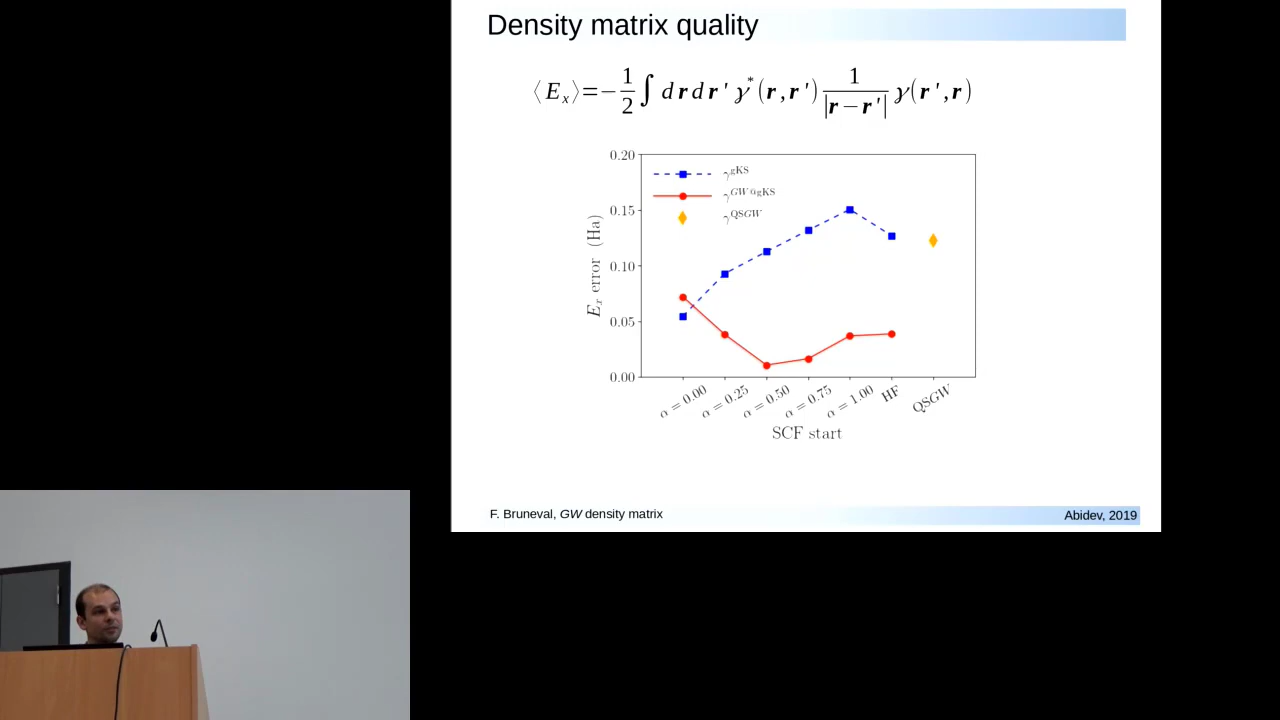 Density matrix quality
⟨E_x⟩=−1/2∫ d r d r ' γ*(r , r ') 1/|r−r '| γ(r ' , r)
0.20
0.15
0.10
0.05
0.00
E_x error (Ha)
γ^gKS
γ^GW@gKS
γ^QSGW
α = 0.00
α = 0.25
α = 0.50
α = 0.75
α = 1.00
HF
QSGW
SCF start
F. Bruneval, GW density matrix
Abidev, 2019